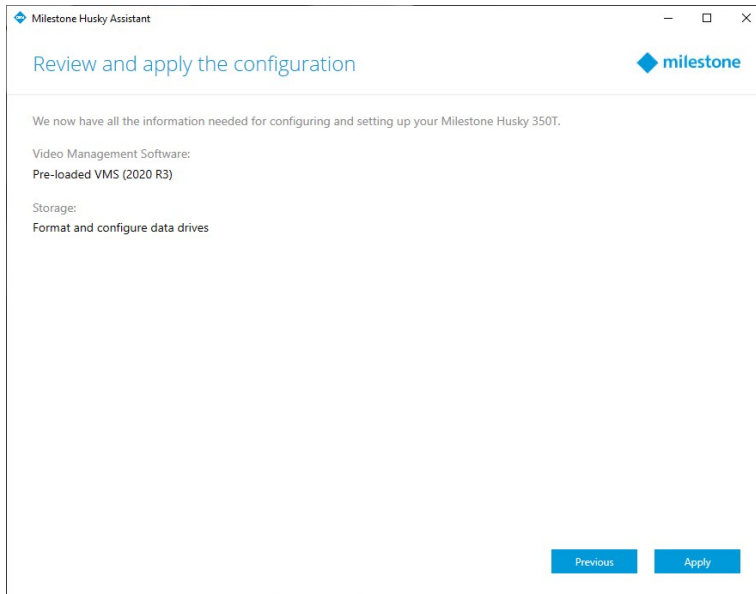 Milestone Husky Assistant
Review and apply the configuration
milestone
We now have all the information needed for configuring and setting up your Milestone Husky 350T.
Video Management Software:
Pre-loaded VMS (2020 R3)
Storage:
Format and configure data drives
Previous
Apply